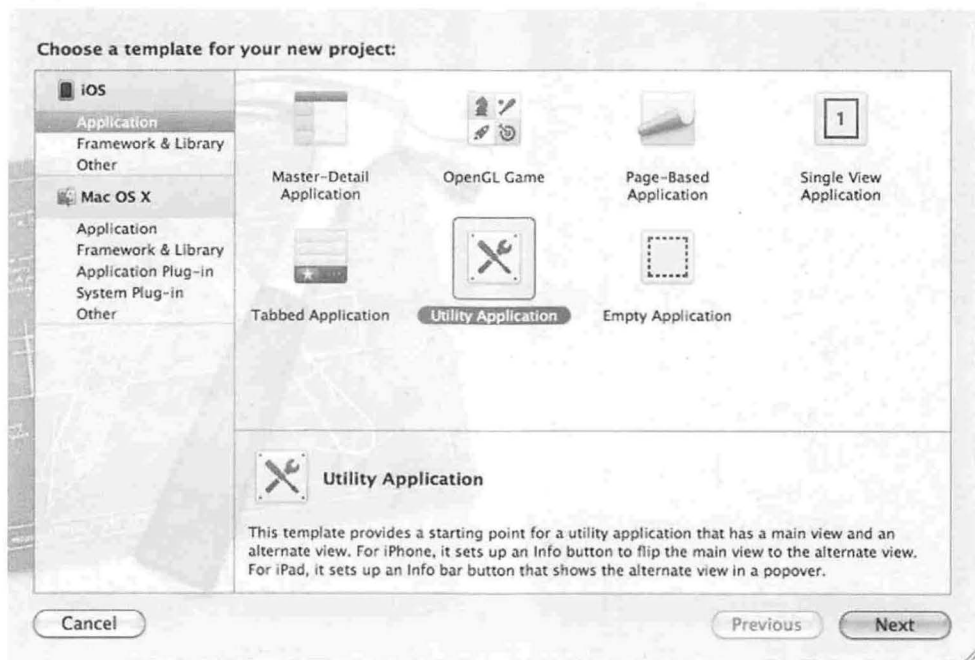 Choose a template for your new project:
iOS
Application
Framework & Library
Other
Mac OS X
Application
Framework & Library
Application Plug-in
System Plug-in
Other
Master-Detail
Application
OpenGL Game
Page-Based
Application
1
Single View
Application
Tabbed Application
Utility Application
Empty Application
Utility Application
This template provides a starting point for a utility application that has a main view and an
alternate view. For iPhone, it sets up an Info button to flip the main view to the alternate view.
For iPad, it sets up an Info bar button that shows the alternate view in a popover.
Cancel
Previous
Next